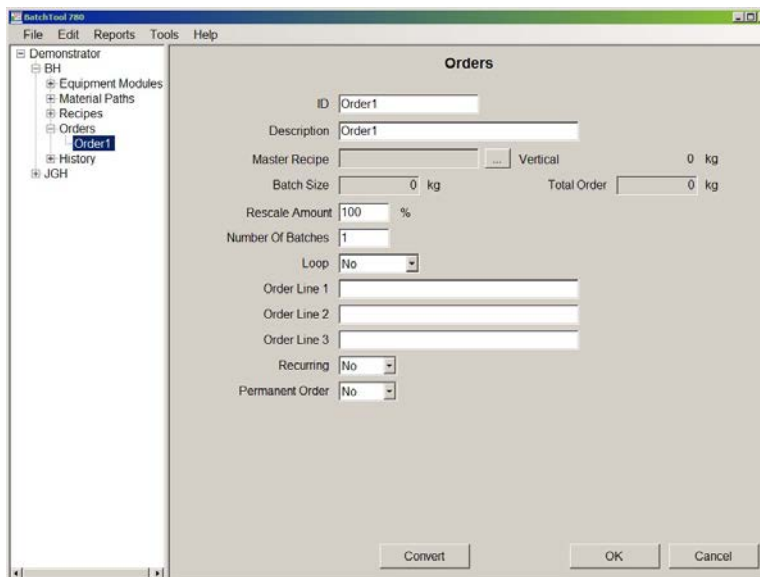 BatchTool 780
File Edit Reports Tools Help
Demonstrator
BH
Equipment Modules
Material Paths
Recipes
Orders
Order1
History
JGH
Orders
ID Order1
Description Order1
Master Recipe ... Vertical 0 kg
Batch Size 0 kg Total Order 0 kg
Rescale Amount 100 %
Number Of Batches 1
Loop No
Order Line 1
Order Line 2
Order Line 3
Recurring No
Permanent Order No
Convert OK Cancel